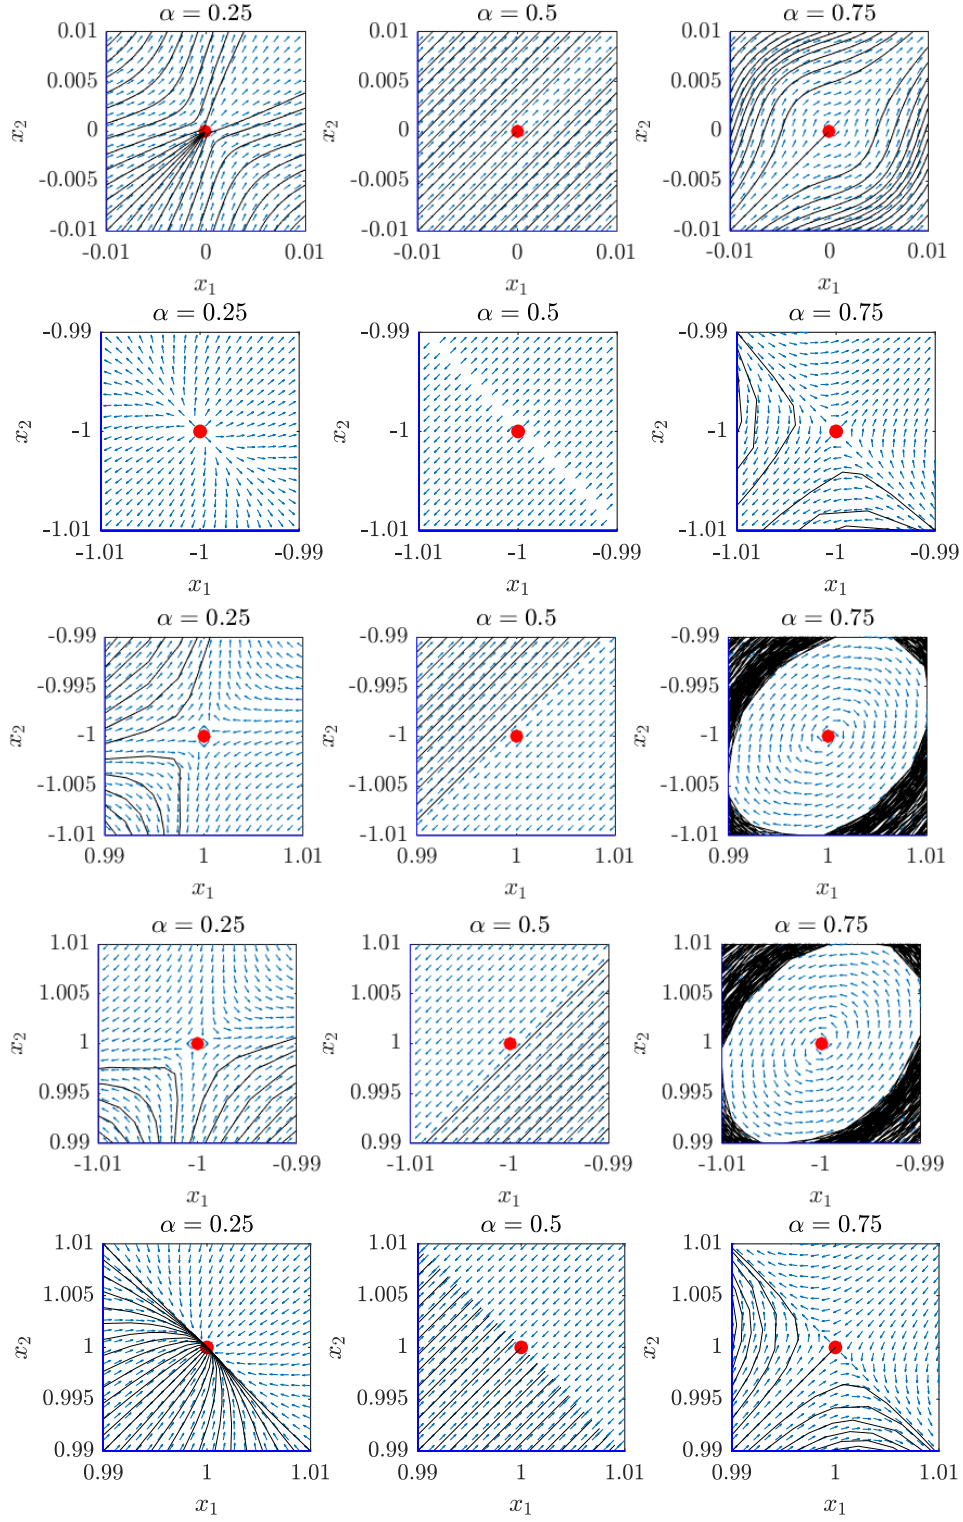 α = 0.25 α = 0.5 α = 0.75
0.01 0.01 0.01
0.005 0.005 0.005
x₂ 0 x₂ 0 x₂ 0
-0.005 -0.005 -0.005
-0.01 -0.01 -0.01
-0.01 0 0.01 -0.01 0 0.01 -0.01 0 0.01
x₁ x₁ x₁
α = 0.25 α = 0.5 α = 0.75
-0.99 -0.99 -0.99
x₂ -1 x₂ -1 x₂ -1
-1.01 -1.01 -1.01
-1.01 -1 -0.99 -1.01 -1 -0.99 -1.01 -1 -0.99
x₁ x₁ x₁
α = 0.25 α = 0.5 α = 0.75
-0.99 -0.99 -0.99
-0.995 -0.995 -0.995
x₂ -1 x₂ -1 x₂ -1
-1.005 -1.005 -1.005
-1.01 -1.01 -1.01
0.99 1 1.01 0.99 1 1.01 0.99 1 1.01
x₁ x₁ x₁
α = 0.25 α = 0.5 α = 0.75
1.01 1.01 1.01
1.005 1.005 1.005
x₂ 1 x₂ 1 x₂ 1
0.995 0.995 0.995
0.99 0.99 0.99
-1.01 -1 -0.99 -1.01 -1 -0.99 -1.01 -1 -0.99
x₁ x₁ x₁
α = 0.25 α = 0.5 α = 0.75
1.01 1.01 1.01
1.005 1.005 1.005
x₂ 1 x₂ 1 x₂ 1
0.995 0.995 0.995
0.99 0.99 0.99
0.99 1 1.01 0.99 1 1.01 0.99 1 1.01
x₁ x₁ x₁